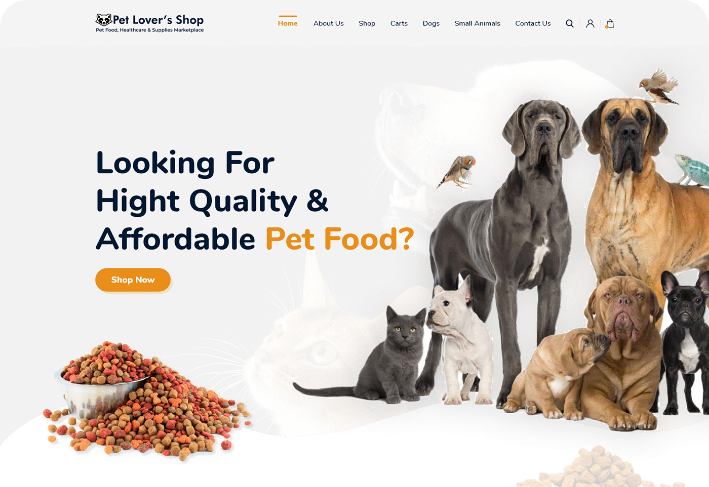 Pet Lover's Shop
Pet Food, Healthcare & Supplies Marketplace
Home About Us Shop Carts Dogs Small Animals Contact Us
Looking For
Hight Quality &
Affordable Pet Food?
Shop Now